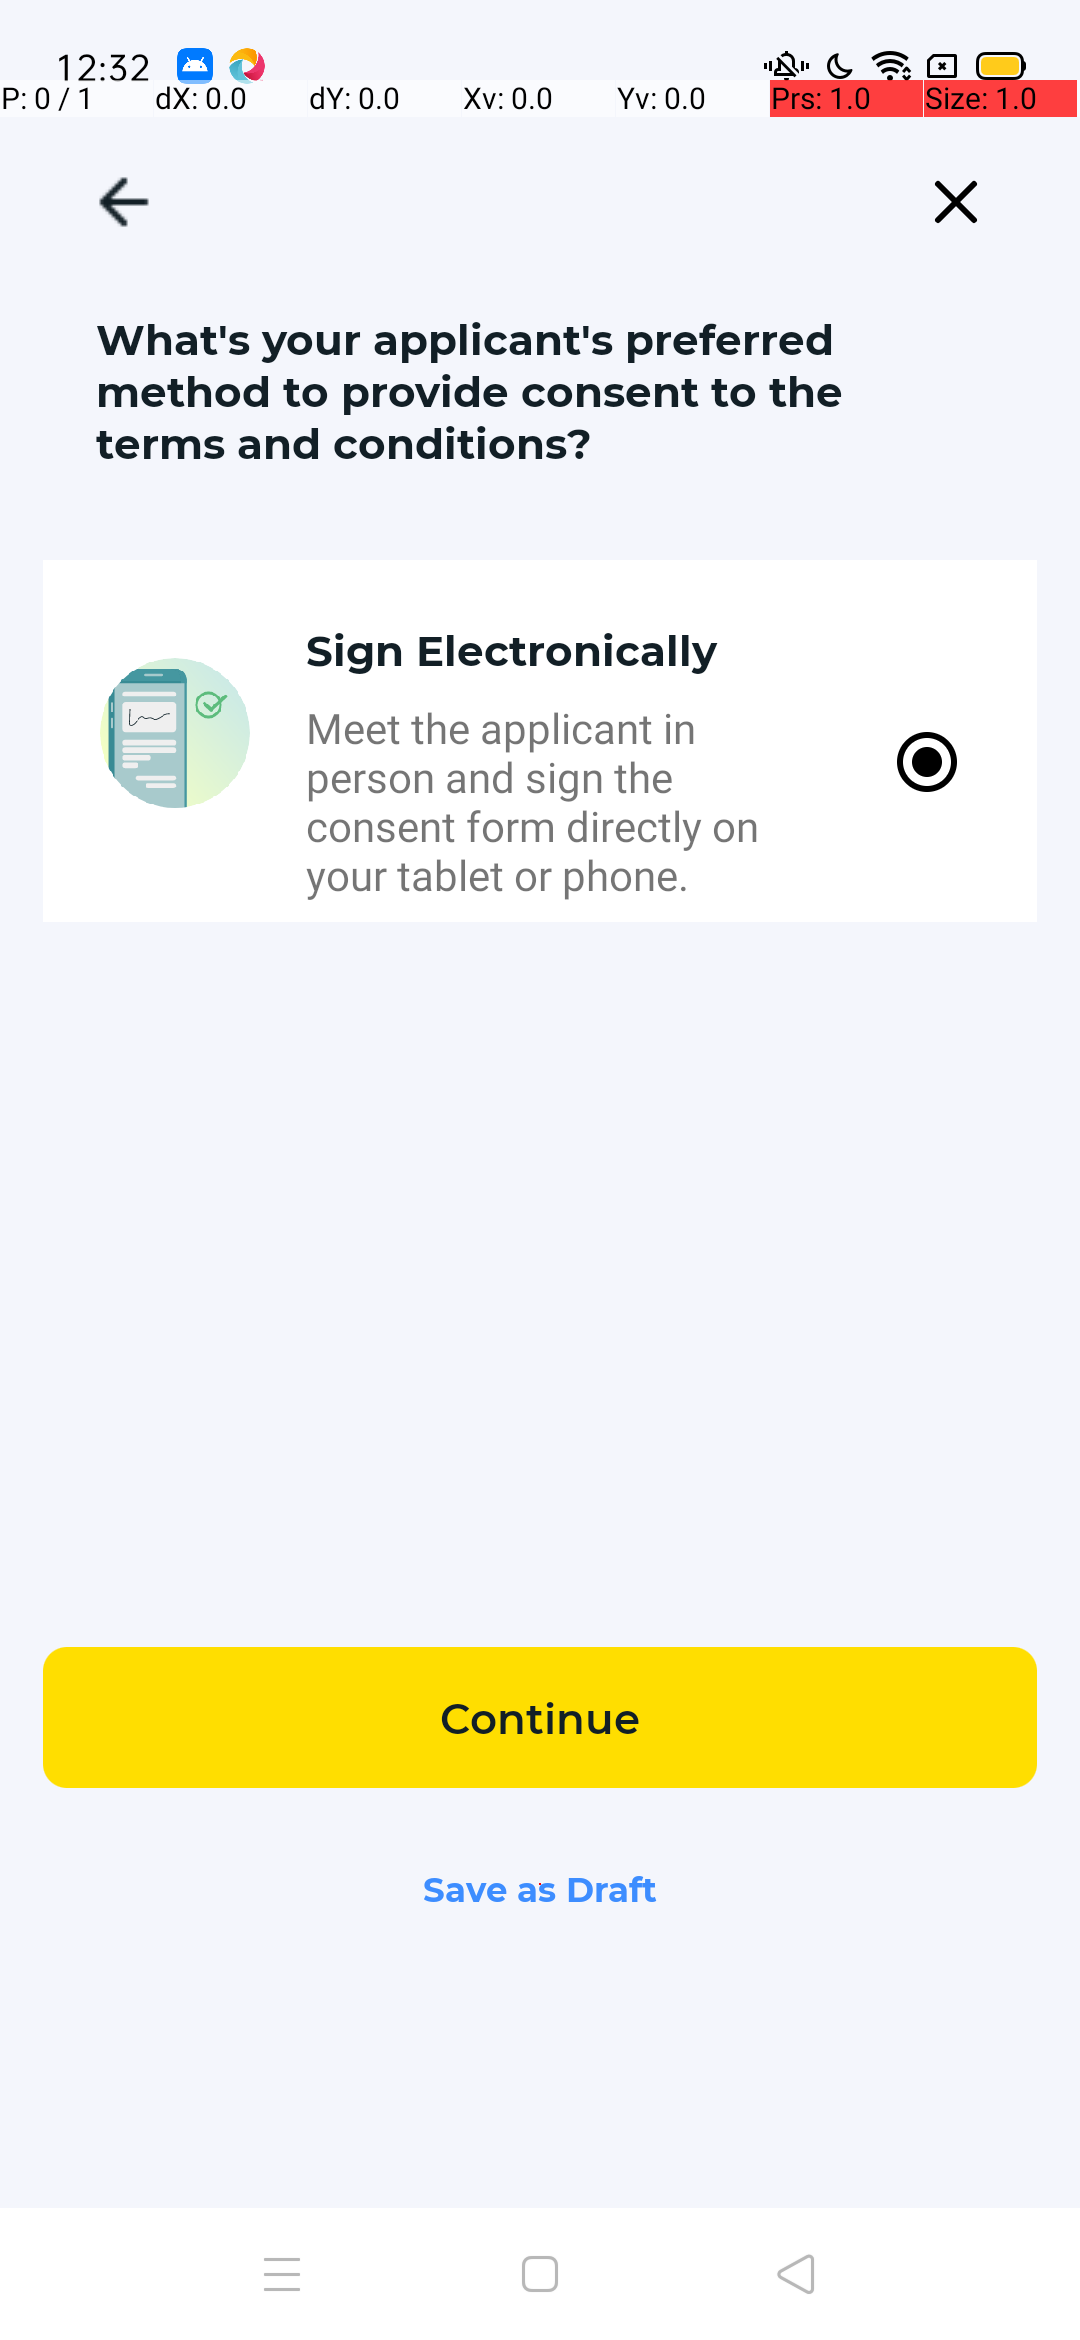 12:32
P: 0 / 1 dX: 0.0 dY: 0.0 Xv: 0.0 Yv: 0.0 Prs: 1.0 Size: 1.0
What's your applicant's preferred
method to provide consent to the
terms and conditions?
Sign Electronically
Meet the applicant in
person and sign the
consent form directly on
your tablet or phone.
Continue
Save as Draft